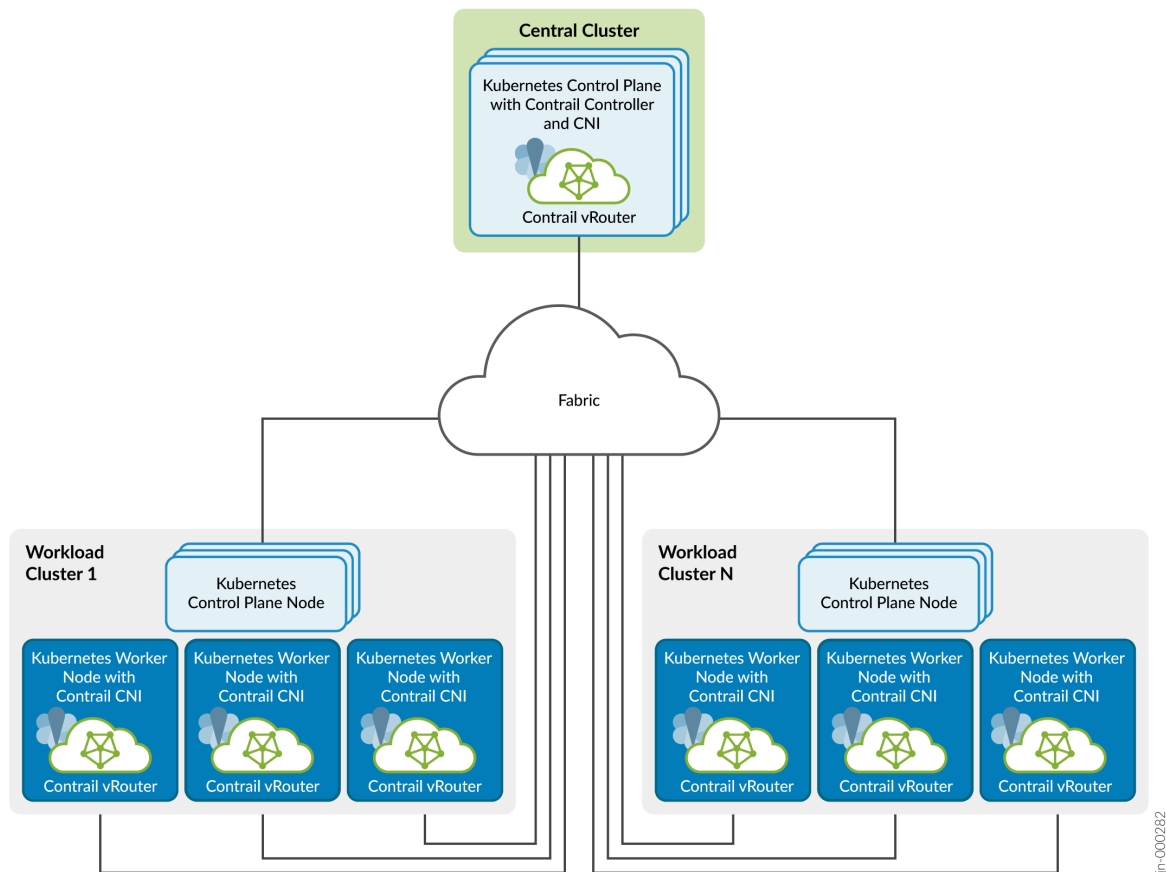 Central Cluster
Kubernetes Control Plane
with Contrail Controller
and CNI
Contrail vRouter
Fabric
Workload
Cluster 1
Kubernetes
Control Plane Node
Kubernetes Worker
Node with
Contrail CNI
Contrail vRouter
Kubernetes Worker
Node with
Contrail CNI
Contrail vRouter
Kubernetes Worker
Node with
Contrail CNI
Contrail vRouter
Workload
Cluster N
Kubernetes
Control Plane Node
Kubernetes Worker
Node with
Contrail CNI
Contrail vRouter
Kubernetes Worker
Node with
Contrail CNI
Contrail vRouter
Kubernetes Worker
Node with
Contrail CNI
Contrail vRouter
jn-000282